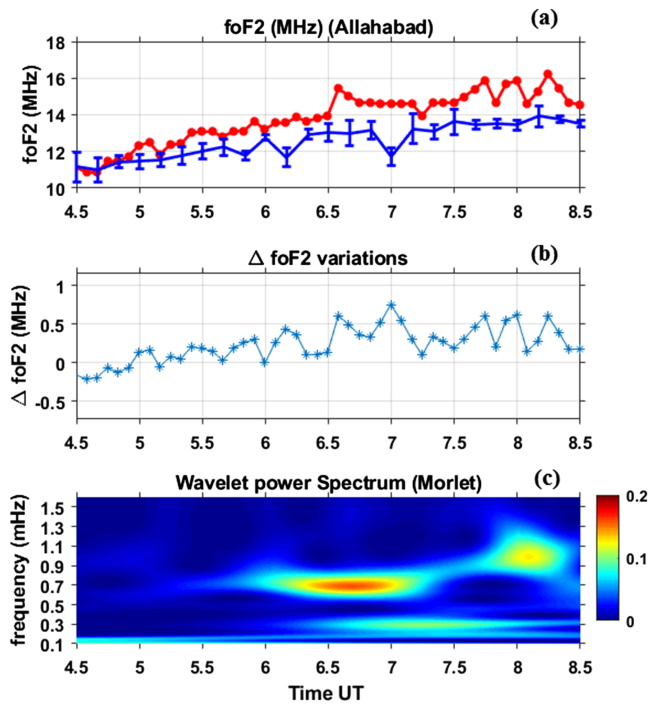 (a)
foF2 (MHz) (Allahabad)
18
16
14
12
10
foF2 (MHz)
4.5 5 5.5 6 6.5 7 7.5 8 8.5
(b)
Δ foF2 variations
1
0.5
0
-0.5
Δ foF2 (MHz)
4.5 5 5.5 6 6.5 7 7.5 8 8.5
(c)
Wavelet power Spectrum (Morlet)
1.5
1.3
1.1
0.9
0.7
0.5
0.3
0.1
frequency (mHz)
0.2
0.1
0
4.5 5 5.5 6 6.5 7 7.5 8 8.5
Time UT